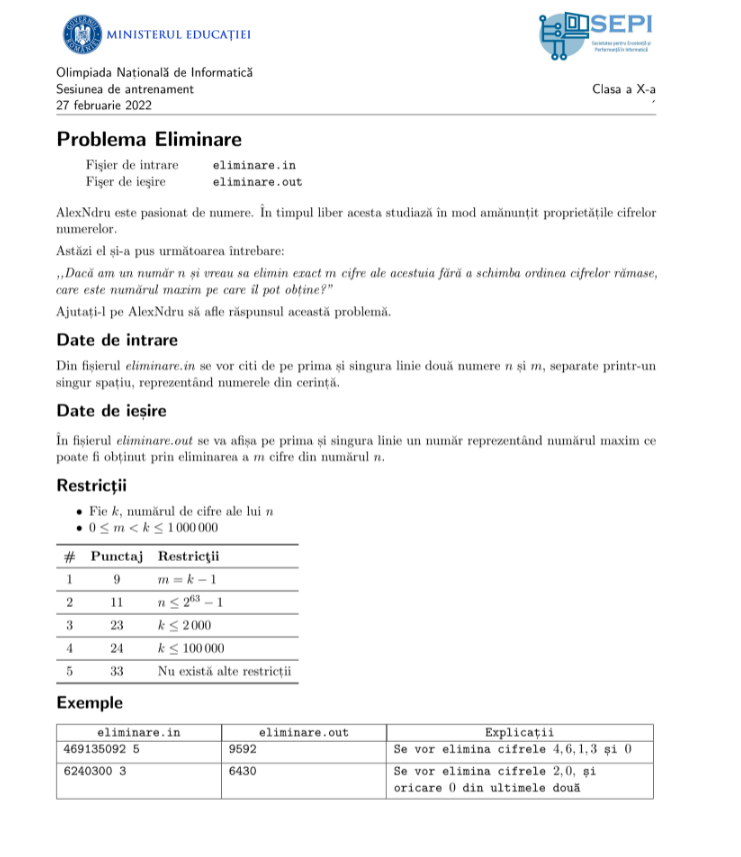 MINISTERUL EDUCAȚIEI
SEPI
Societatea pentru Excelență și
Performanță în Informatică
Olimpiada Națională de Informatică
Sesiunea de antrenament
Clasa a X-a
27 februarie 2022
Problema Eliminare
Fișier de intrare eliminare.in
Fișer de ieșire eliminare.out
AlexNdru este pasionat de numere. În timpul liber acesta studiază în mod amănunțit proprietățile cifrelor
numerelor.
Astăzi el și-a pus următoarea întrebare:
,,Dacă am un număr n și vreau sa elimin exact m cifre ale acestuia fără a schimba ordinea cifrelor rămase,
care este numărul maxim pe care îl pot obține?”
Ajutați-l pe AlexNdru să afle răspunsul această problemă.
Date de intrare
Din fișierul eliminare.in se vor citi de pe prima și singura linie două numere n și m, separate printr-un
singur spațiu, reprezentând numerele din cerință.
Date de ieșire
În fișierul eliminare.out se va afișa pe prima și singura linie un număr reprezentând numărul maxim ce
poate fi obținut prin eliminarea a m cifre din numărul n.
Restricții
• Fie k, numărul de cifre ale lui n
• 0 ≤ m < k ≤ 1 000 000
# Punctaj Restricții
1 9 m = k − 1
2 11 n ≤ 2^63 − 1
3 23 k ≤ 2 000
4 24 k ≤ 100 000
5 33 Nu există alte restricții
Exemple
eliminare.in eliminare.out Explicații
469135092 5 9592 Se vor elimina cifrele 4, 6, 1, 3 și 0
6240300 3 6430 Se vor elimina cifrele 2, 0, și
oricare 0 din ultimele două